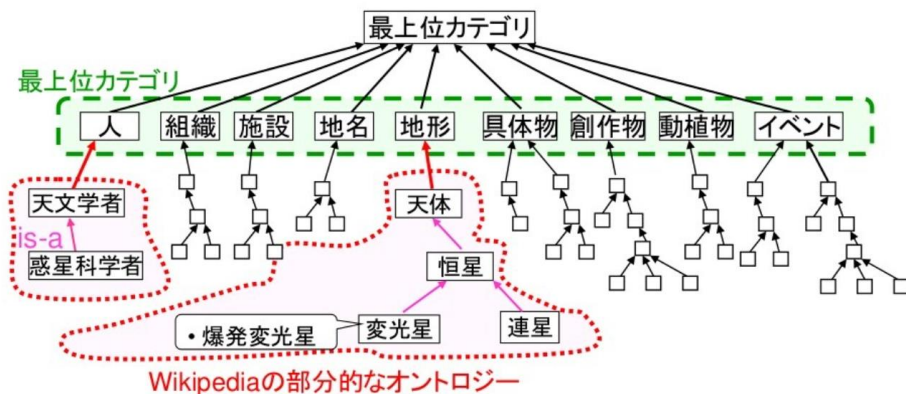 最上位カテゴリ
最上位カテゴリ
人 組織 施設 地名 地形 具体物 創作物 動植物 イベント
天文学者 天体
is-a
惑星科学者 恒星
・爆発変光星 変光星 連星
Wikipediaの部分的なオントロジー